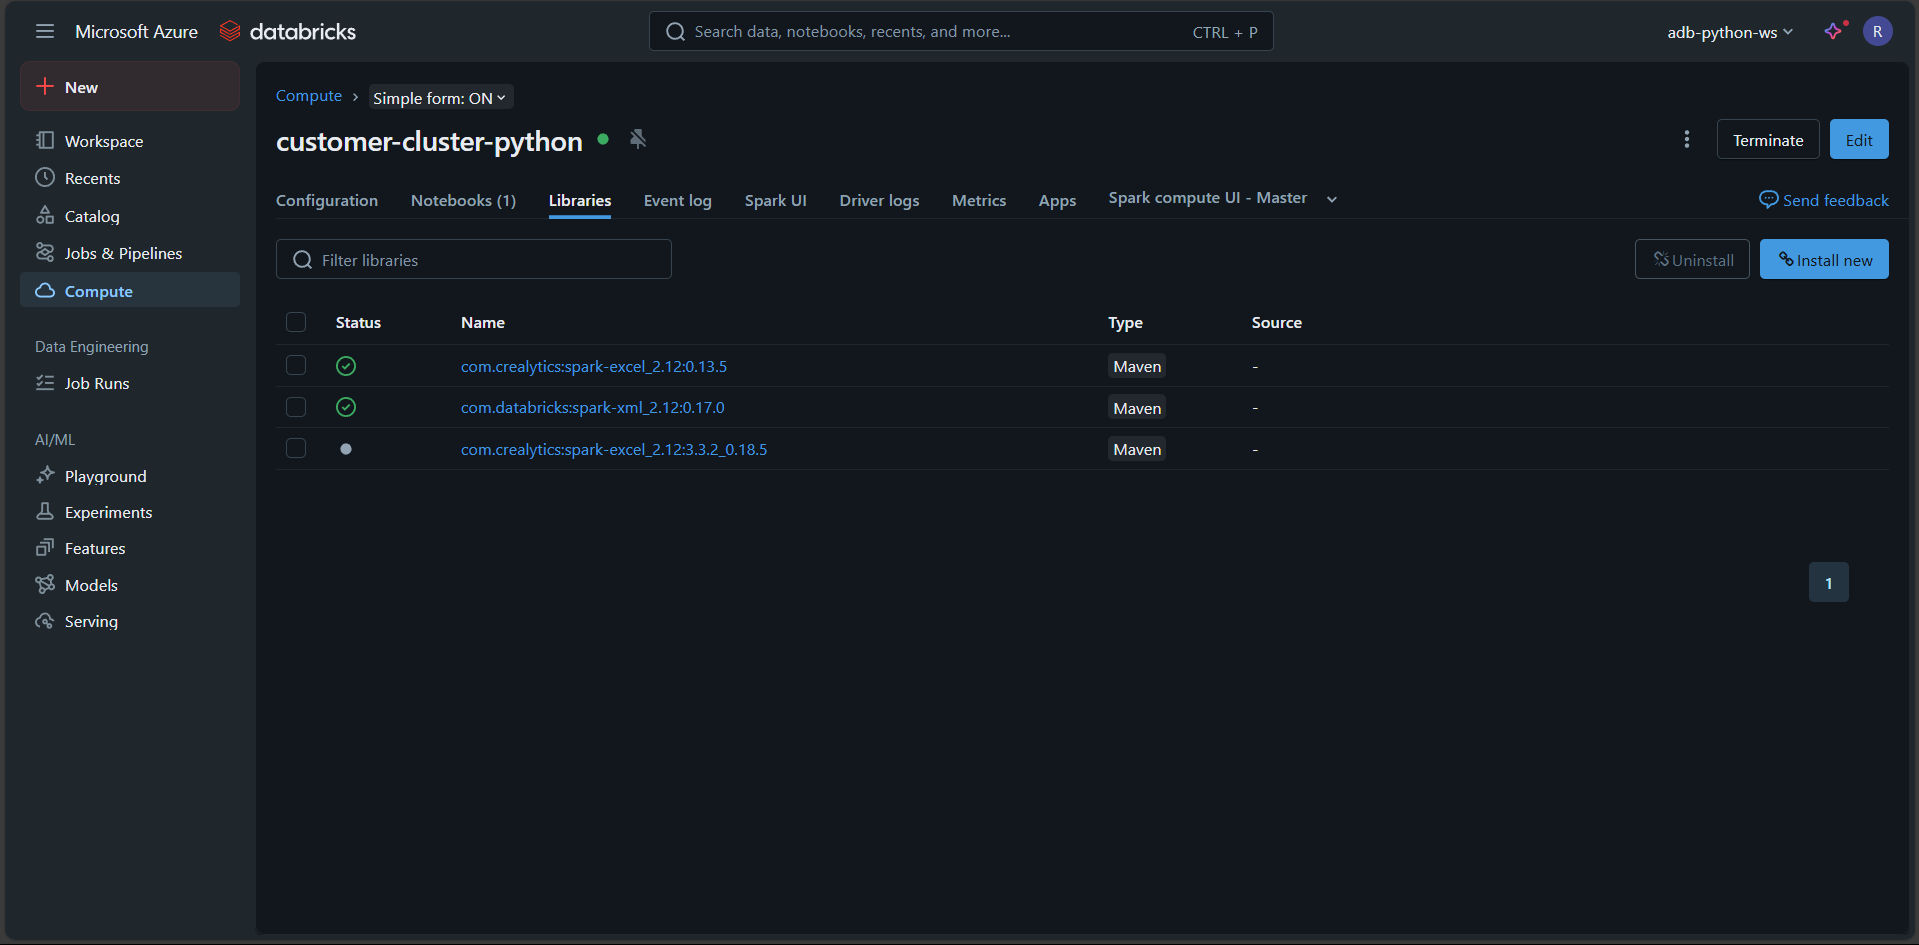 Microsoft Azure databricks
Search data, notebooks, recents, and more... CTRL + P
adb-python-ws
R
New
Workspace
Recents
Catalog
Jobs & Pipelines
Compute
Data Engineering
Job Runs
AI/ML
Playground
Experiments
Features
Models
Serving
Compute › Simple form: ON
customer-cluster-python
Terminate Edit
Configuration Notebooks (1) Libraries Event log Spark UI Driver logs Metrics Apps Spark compute UI - Master
Send feedback
Filter libraries
Uninstall Install new
Status Name Type Source
com.crealytics:spark-excel_2.12:0.13.5 Maven -
com.databricks:spark-xml_2.12:0.17.0 Maven -
com.crealytics:spark-excel_2.12:3.3.2_0.18.5 Maven -
1